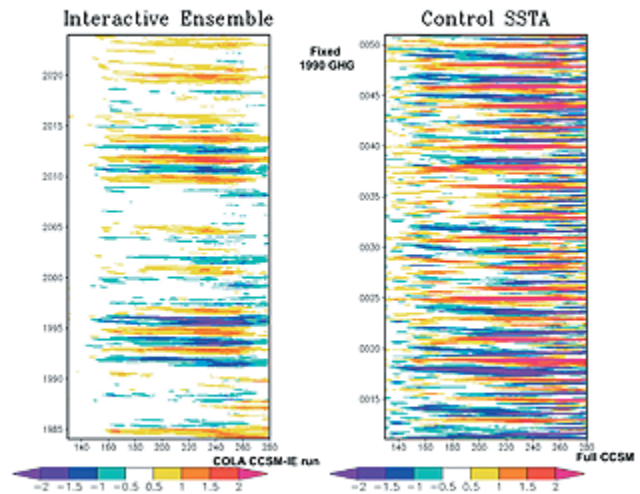 Interactive Ensemble
Control SSTA
Fixed
1990 GHG
2020
2015
2010
2005
2000
1995
1990
1985
140 160 180 200 220 240 260 280
COLA CCSM-IE run
-2 -1.5 -1 -0.5 0.5 1 1.5 2
0050
0045
0040
0035
0030
0025
0020
0015
140 160 180 200 220 240 260 280
Full CCSM
-2 -1.5 -1 -0.5 0.5 1 1.5 2